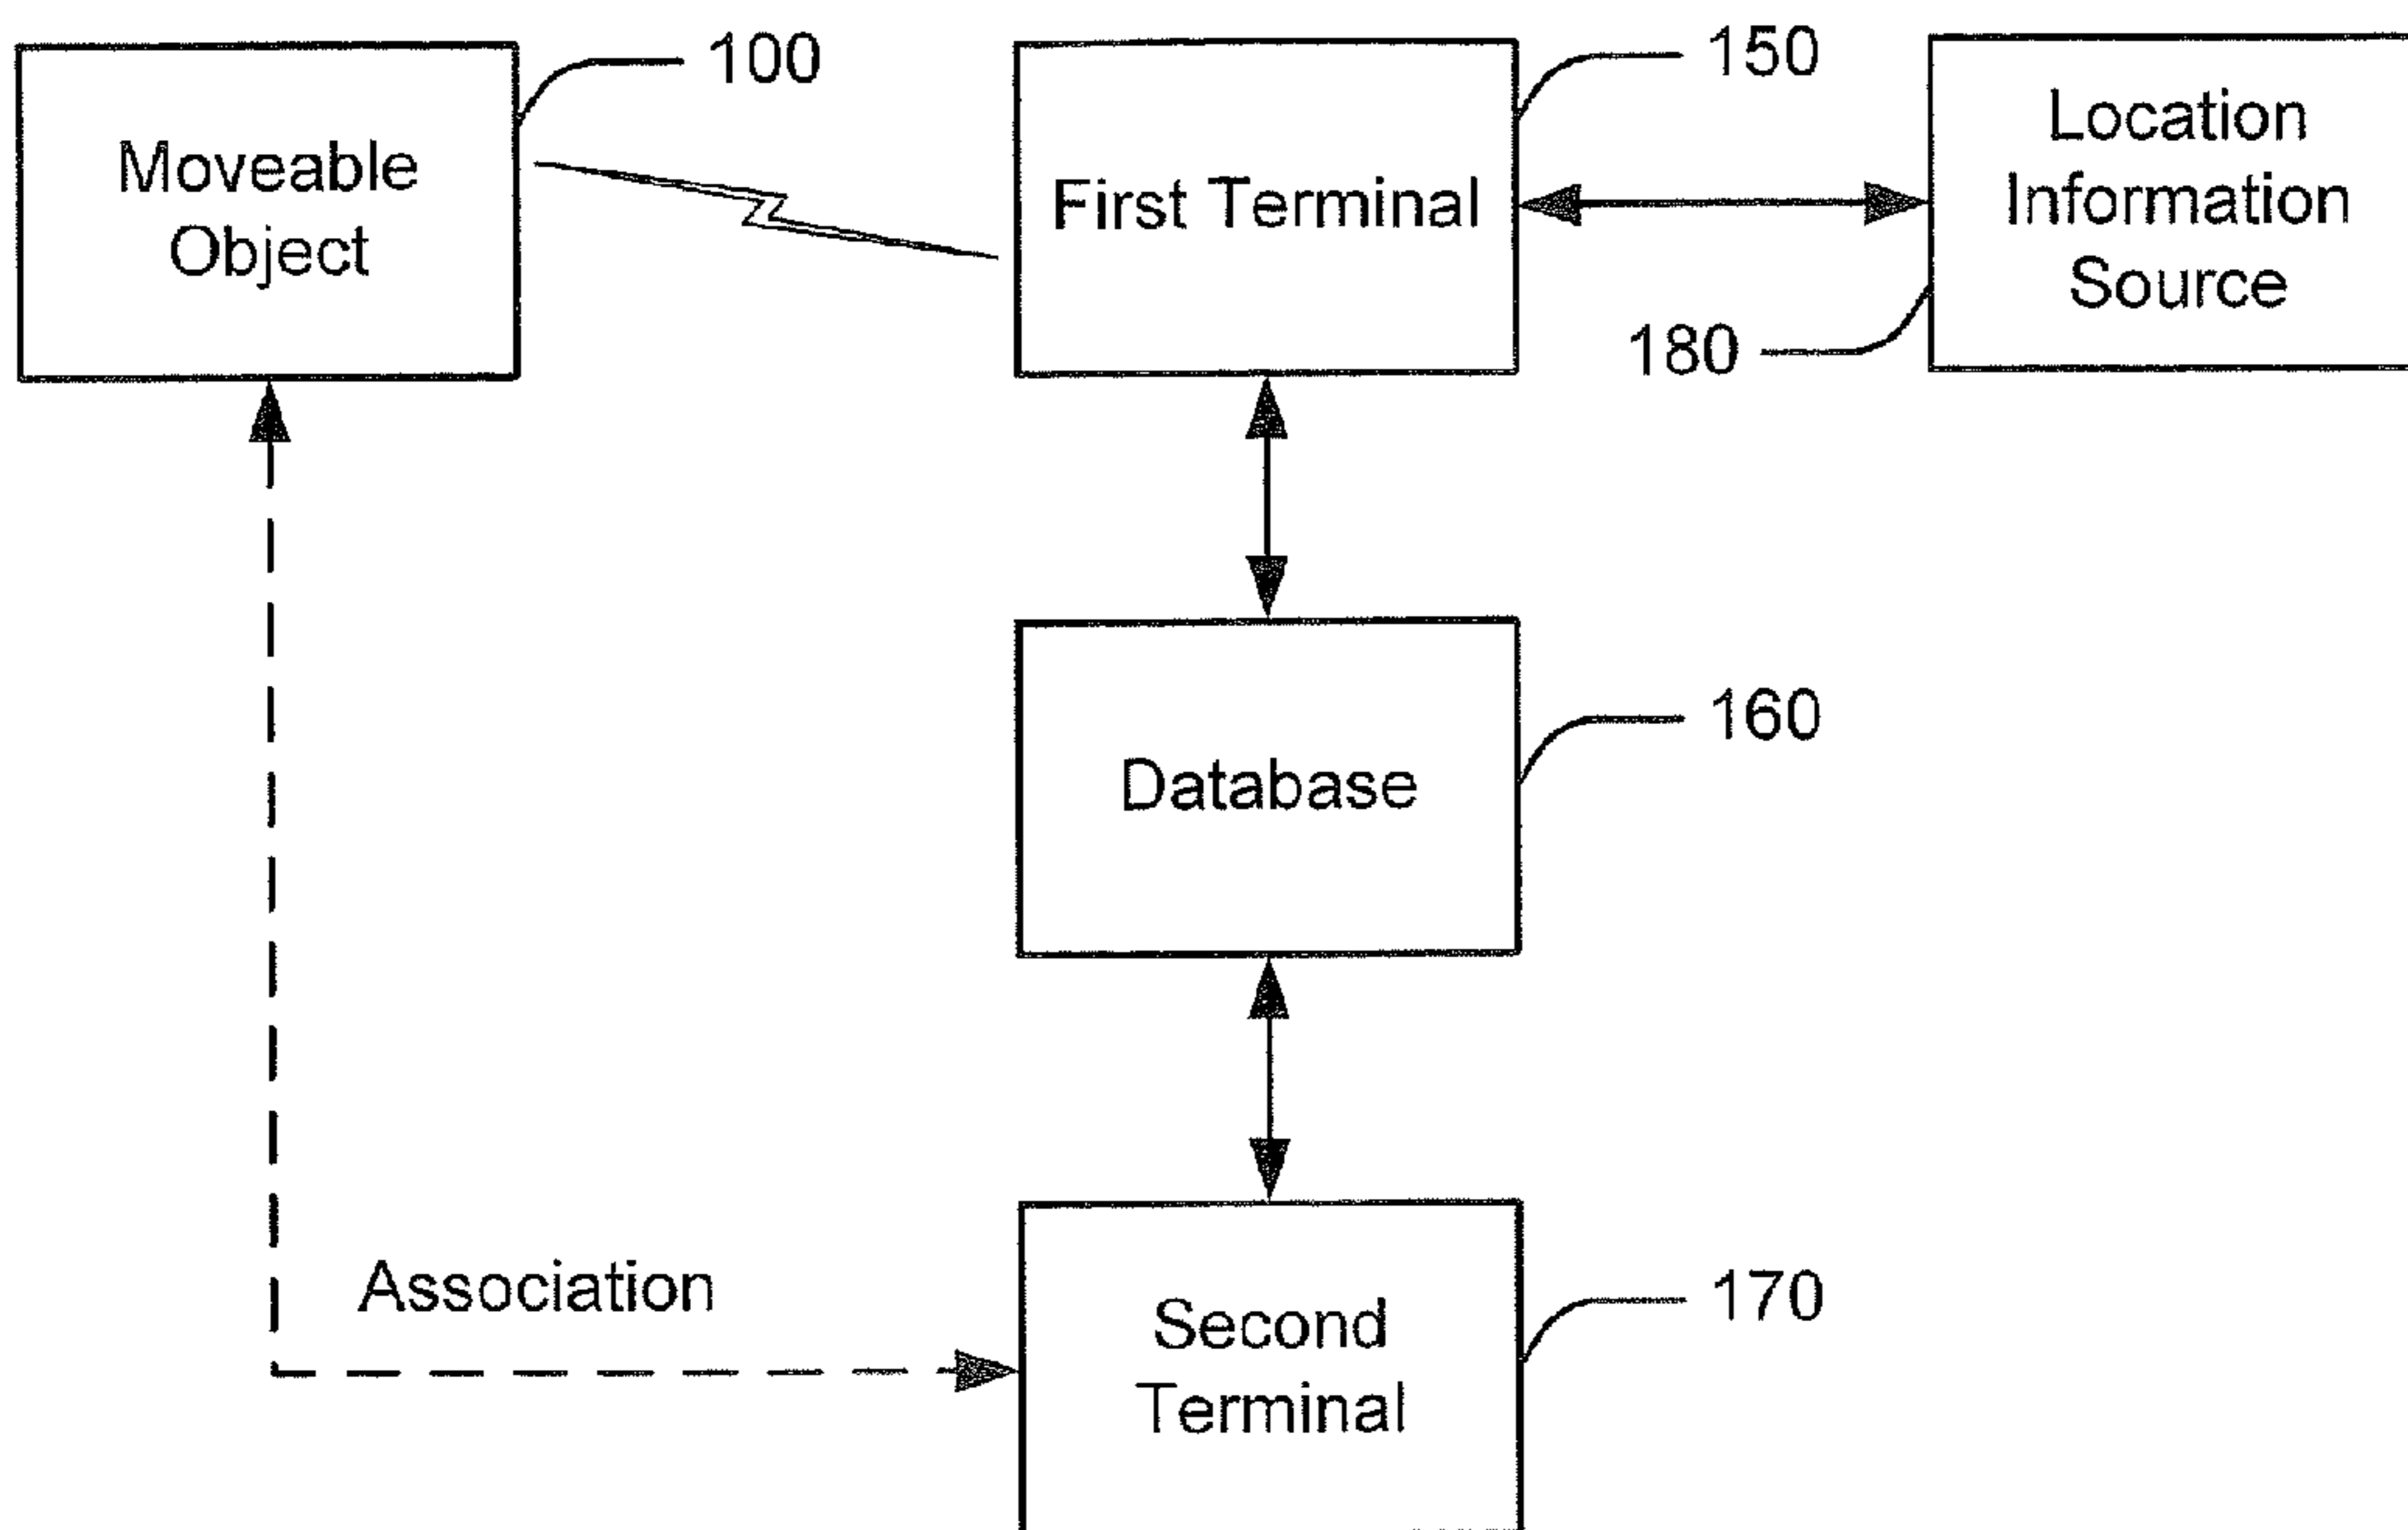 100
150
Moveable
Object
First Terminal
Location
Information
Source
180
160
Database
Association
Second
Terminal
170